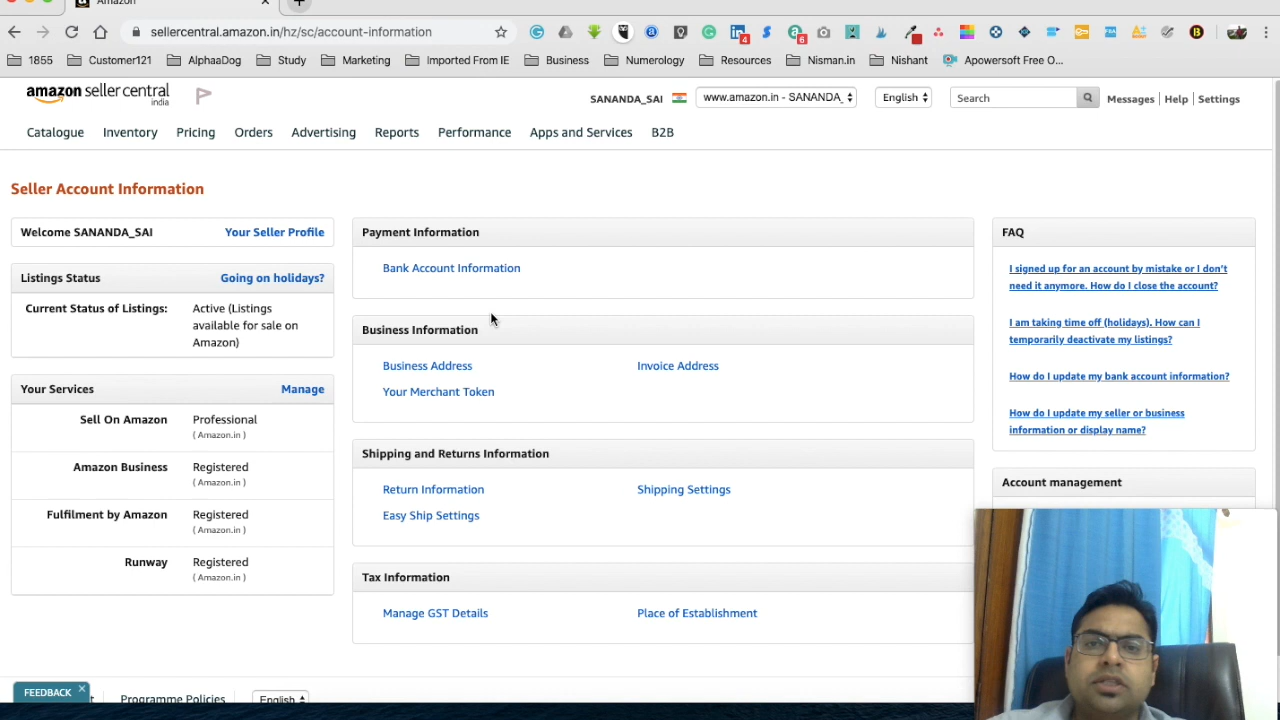 Amazon
sellercentral.amazon.in/hz/sc/account-information
4
6
1855
Customer121
AlphaaDog
Study
Marketing
Imported From IE
Business
Numerology
Resources
Nisman.in
Nishant
Apowersoft Free O...
amazon seller central
india
SANANDA_SAI
www.amazon.in - SANANDA_
English
Search
Messages | Help | Settings
Catalogue
Inventory
Pricing
Orders
Advertising
Reports
Performance
Apps and Services
B2B
Seller Account Information
Welcome SANANDA_SAI
Your Seller Profile
Listings Status
Going on holidays?
Current Status of Listings:
Active (Listings
available for sale on
Amazon)
Your Services
Manage
Sell On Amazon
Professional
( Amazon.in )
Amazon Business
Registered
( Amazon.in )
Fulfilment by Amazon
Registered
( Amazon.in )
Runway
Registered
( Amazon.in )
Payment Information
Bank Account Information
Business Information
Business Address
Invoice Address
Your Merchant Token
Shipping and Returns Information
Return Information
Shipping Settings
Easy Ship Settings
Tax Information
Manage GST Details
Place of Establishment
FAQ
I signed up for an account by mistake or I don't
need it anymore. How do I close the account?
I am taking time off (holidays). How can I
temporarily deactivate my listings?
How do I update my bank account information?
How do I update my seller or business
information or display name?
Account management
FEEDBACK
Programme Policies
English